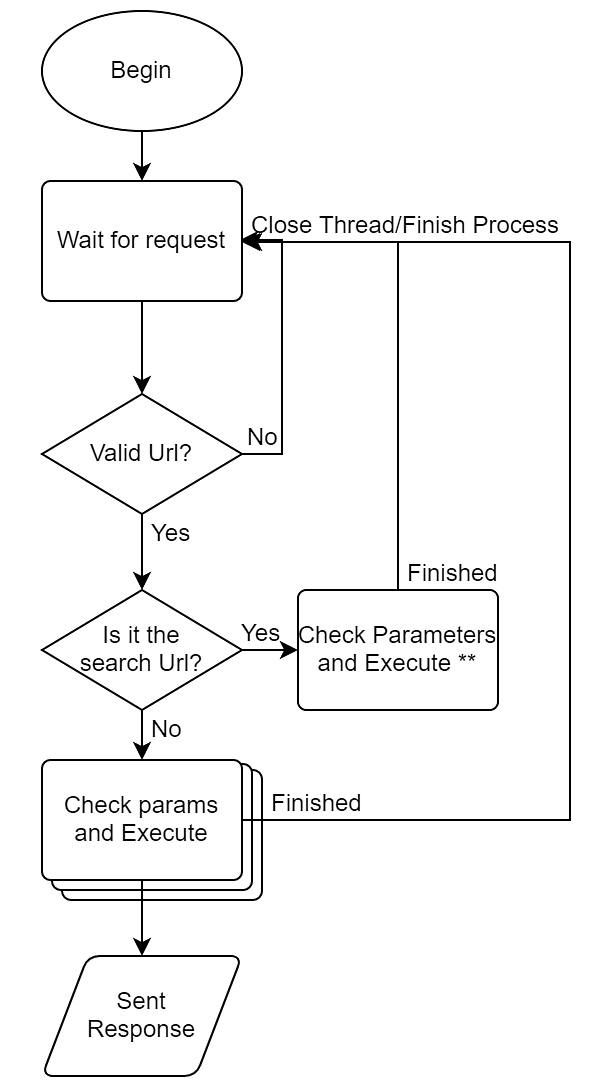 Begin
Close Thread/Finish Process
Wait for request
No
Valid Url?
Yes
Finished
Is it the
search Url?
Yes
Check Parameters
and Execute **
No
Check params
and Execute
Finished
Sent
Response